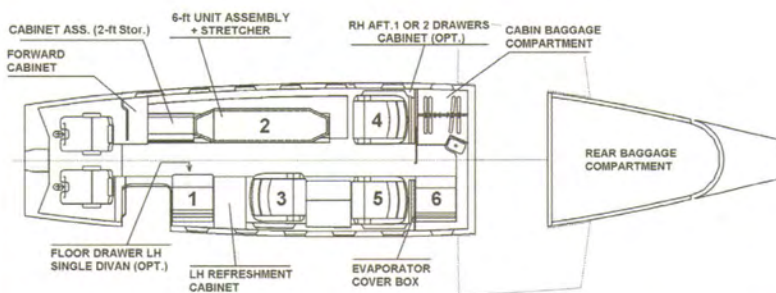 6-ft UNIT ASSEMBLY
+ STRETCHER
CABINET ASS. (2-ft Stor.)
FORWARD
CABINET
RH AFT.1 OR 2 DRAWERS
CABINET (OPT.)
CABIN BAGGAGE
COMPARTMENT
2
4
1
3
5
6
REAR BAGGAGE
COMPARTMENT
FLOOR DRAWER LH
SINGLE DIVAN (OPT.)
LH REFRESHMENT
CABINET
EVAPORATOR
COVER BOX